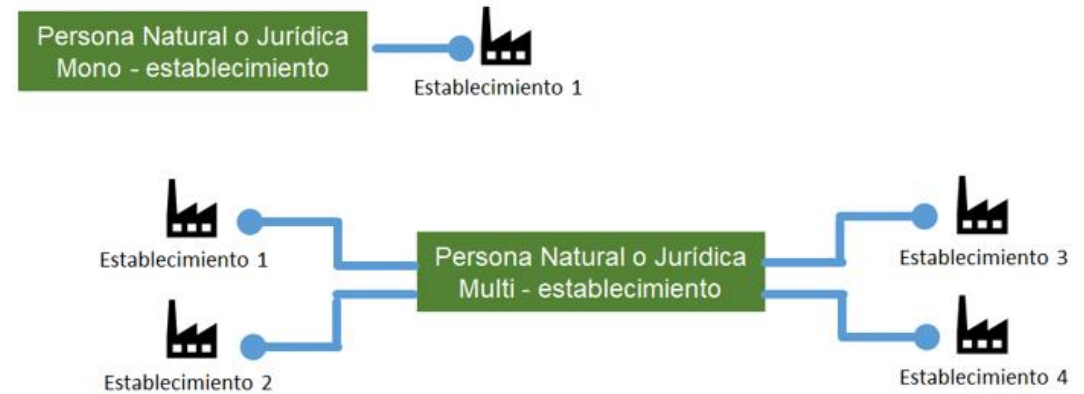 Persona Natural o Jurídica
Mono - establecimiento
Establecimiento 1
Establecimiento 1
Persona Natural o Jurídica
Multi - establecimiento
Establecimiento 3
Establecimiento 2
Establecimiento 4